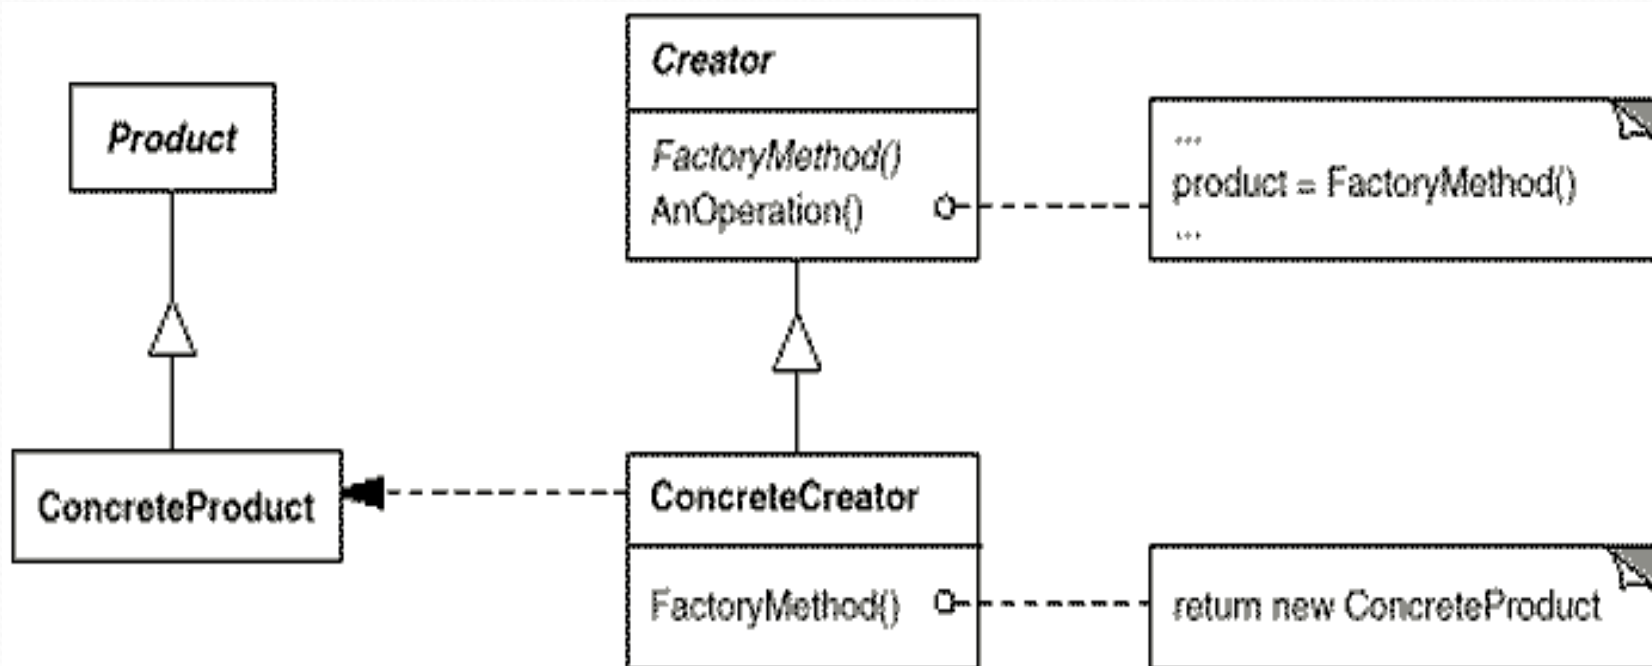 Product
Creator
FactoryMethod()
AnOperation()
...
product = FactoryMethod()
...
ConcreteProduct
ConcreteCreator
FactoryMethod()
return new ConcreteProduct